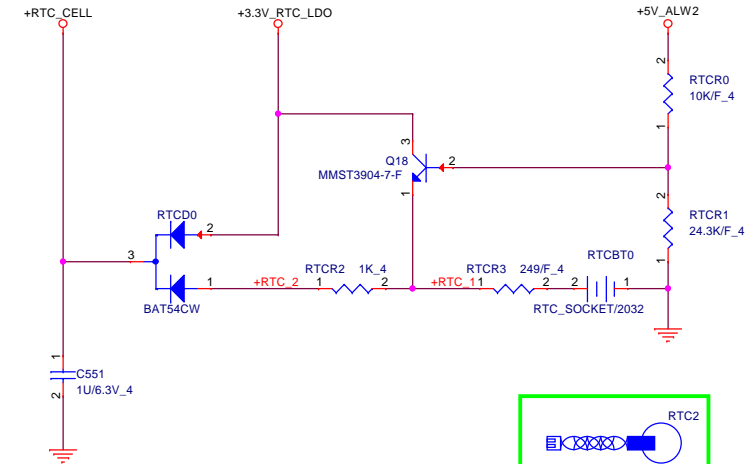 +RTC_CELL
+3.3V_RTC_LDO
+5V_ALW2
2
RTCR0
10K/F_4
1
3
Q18
MMST3904-7-F
2
1
2
RTCR1
24.3K/F_4
1
RTCD0
2
3
1
BAT54CW
+RTC_2
RTCR2 1K_4
1
2
+RTC_1
RTCR3 249/F_4
1
2
RTCBT0
2
1
RTC_SOCKET/2032
1
C551
1U/6.3V_4
2
RTC2